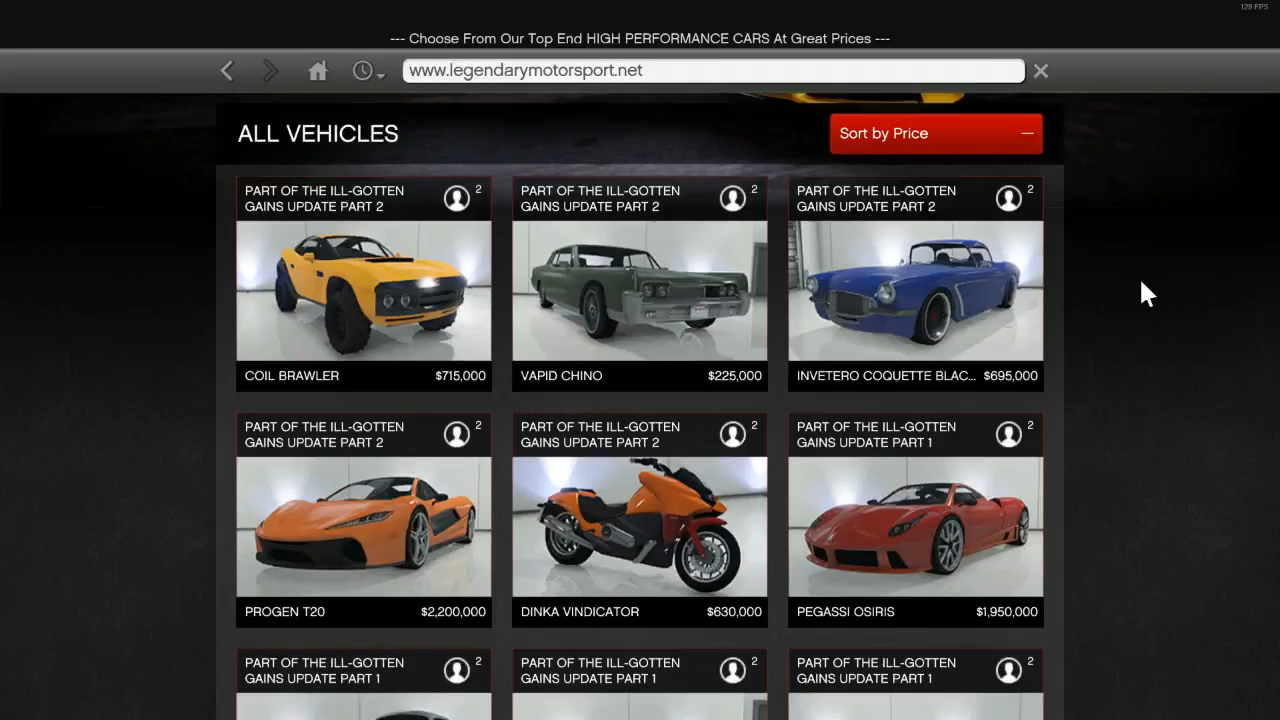 128 FPS
--- Choose From Our Top End HIGH PERFORMANCE CARS At Great Prices ---
www.legendarymotorsport.net
ALL VEHICLES
Sort by Price
PART OF THE ILL-GOTTEN
GAINS UPDATE PART 2
2
COIL BRAWLER
$715,000
PART OF THE ILL-GOTTEN
GAINS UPDATE PART 2
2
VAPID CHINO
$225,000
PART OF THE ILL-GOTTEN
GAINS UPDATE PART 2
2
INVETERO COQUETTE BLAC...
$695,000
PART OF THE ILL-GOTTEN
GAINS UPDATE PART 2
2
PROGEN T20
$2,200,000
PART OF THE ILL-GOTTEN
GAINS UPDATE PART 2
2
DINKA VINDICATOR
$630,000
PART OF THE ILL-GOTTEN
GAINS UPDATE PART 1
2
PEGASSI OSIRIS
$1,950,000
PART OF THE ILL-GOTTEN
GAINS UPDATE PART 1
2
PART OF THE ILL-GOTTEN
GAINS UPDATE PART 1
2
PART OF THE ILL-GOTTEN
GAINS UPDATE PART 1
2